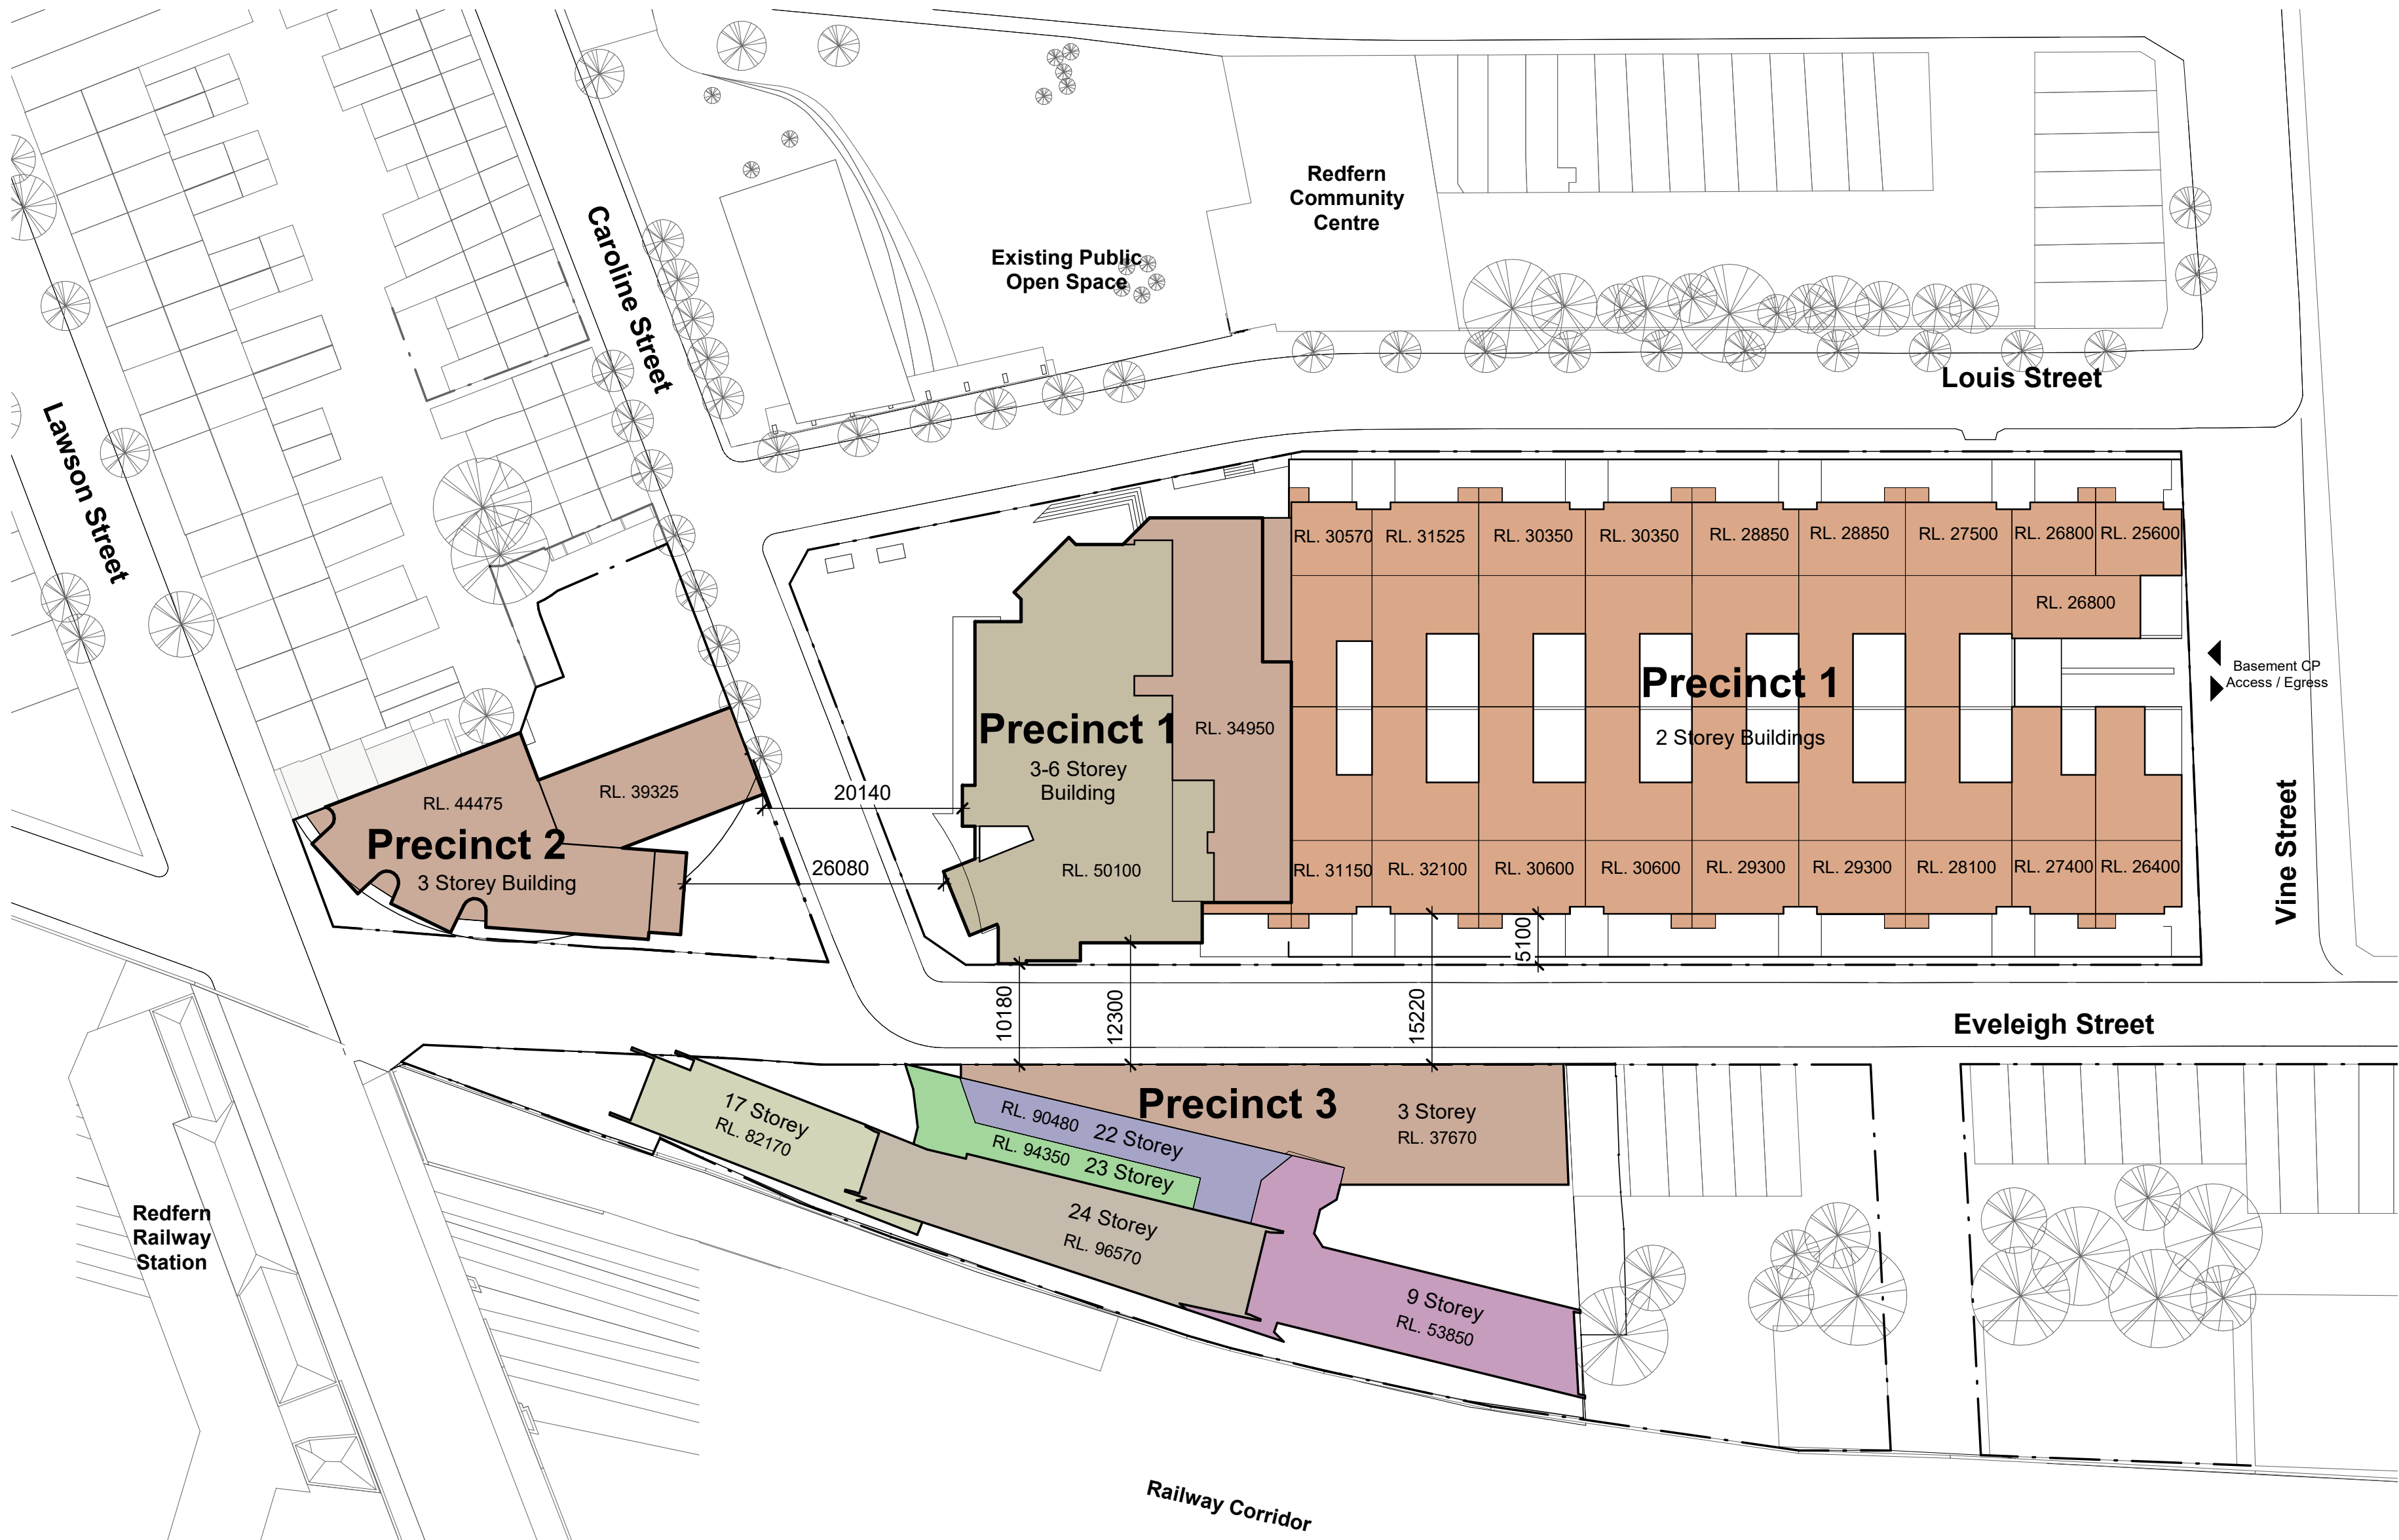 Redfern
Community
Centre
Existing Public
Open Space
Caroline Street
Louis Street
Lawson Street
RL. 30570
RL. 31525
RL. 30350
RL. 30350
RL. 28850
RL. 28850
RL. 27500
RL. 26800
RL. 25600
RL. 26800
Basement CP
Access / Egress
Precinct 1
2 Storey Buildings
Precinct 1
3-6 Storey
Building
RL. 34950
RL. 50100
20140
26080
RL. 44475
RL. 39325
Precinct 2
3 Storey Building
RL. 31150
RL. 32100
RL. 30600
RL. 30600
RL. 29300
RL. 29300
RL. 28100
RL. 27400
RL. 26400
Vine Street
5100
10180
12300
15220
Eveleigh Street
Precinct 3
3 Storey
RL. 37670
17 Storey
RL. 82170
RL. 90480 22 Storey
RL. 94350 23 Storey
24 Storey
RL. 96570
9 Storey
RL. 53850
Redfern
Railway
Station
Railway Corridor